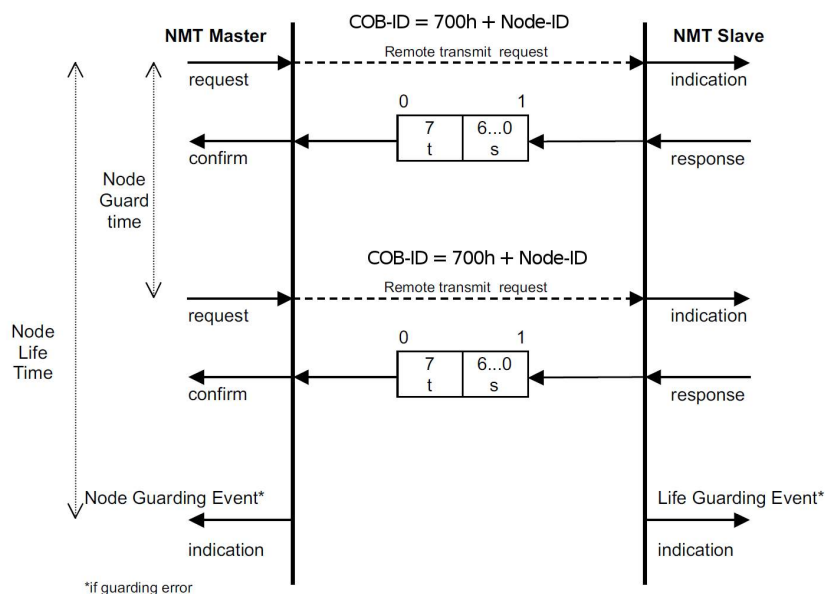 COB-ID = 700h + Node-ID
NMT Master
NMT Slave
Remote transmit request
request
indication
0 1
7 6...0
t s
confirm
response
Node
Guard
time
COB-ID = 700h + Node-ID
Remote transmit request
request
indication
0 1
Node
Life
Time
7 6...0
t s
confirm
response
Node Guarding Event*
Life Guarding Event*
indication
indication
*if guarding error